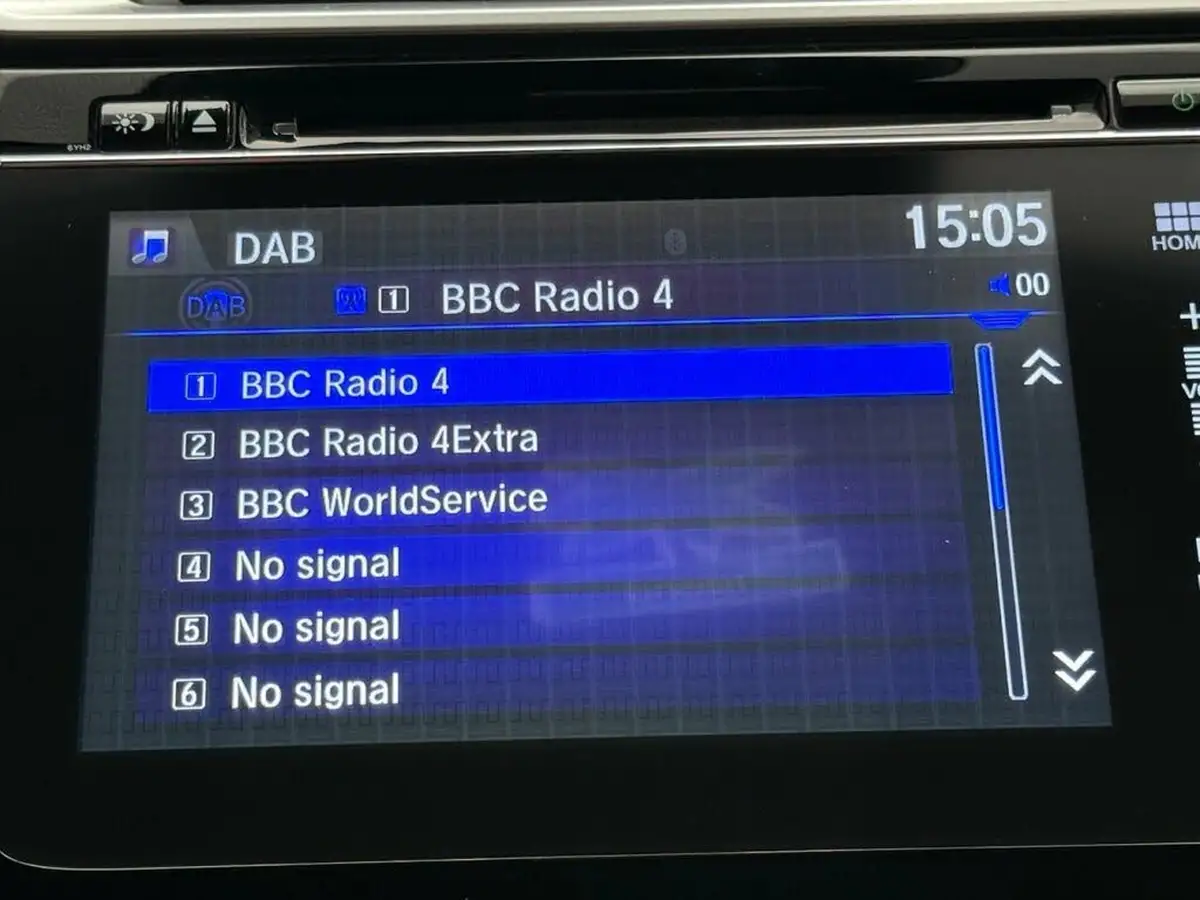 DAB
15:05
DAB
1 BBC Radio 4
00
1 BBC Radio 4
2 BBC Radio 4Extra
3 BBC WorldService
4 No signal
5 No signal
6 No signal
HOM
+